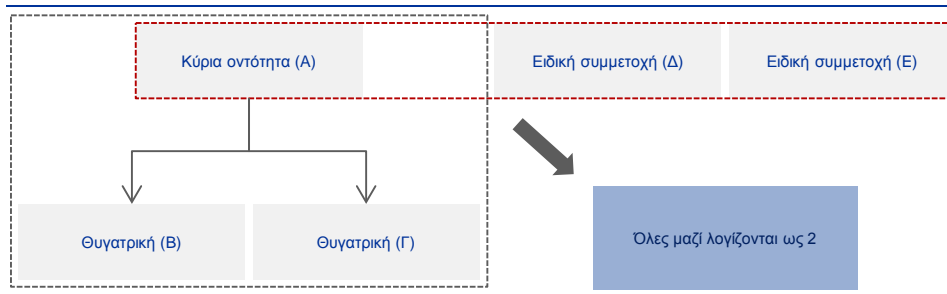 Κύρια οντότητα (Α)
Ειδική συμμετοχή (Δ)
Ειδική συμμετοχή (Ε)
Θυγατρική (Β)
Θυγατρική (Γ)
Όλες μαζί λογίζονται ως 2